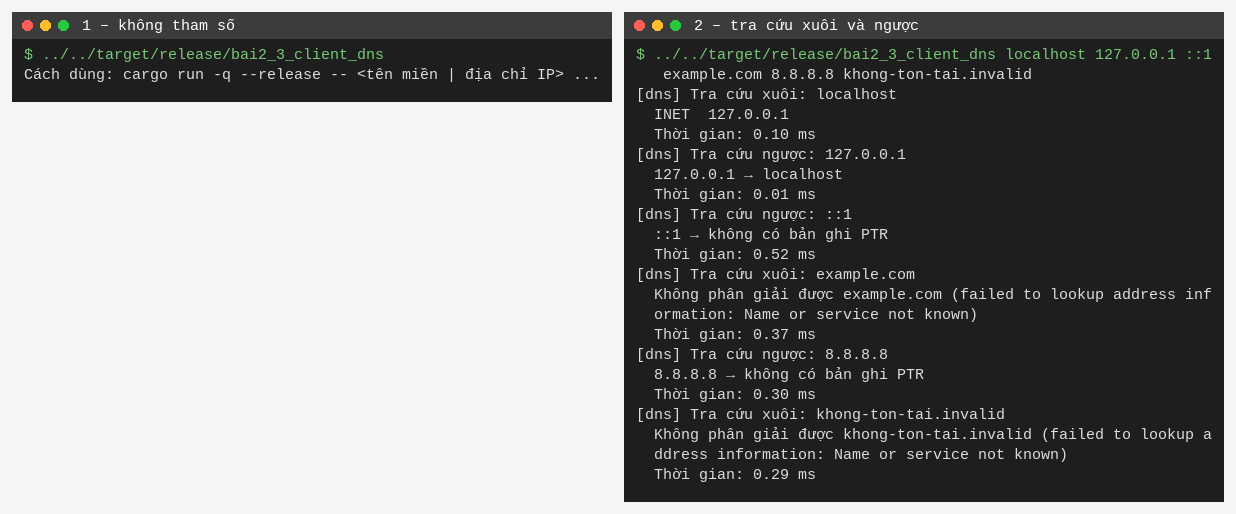 1 – không tham số
$ ../../target/release/bai2_3_client_dns
Cách dùng: cargo run -q --release -- <tên miền | địa chỉ IP> ...
2 – tra cứu xuôi và ngược
$ ../../target/release/bai2_3_client_dns localhost 127.0.0.1 ::1
example.com 8.8.8.8 khong-ton-tai.invalid
[dns] Tra cứu xuôi: localhost
INET  127.0.0.1
Thời gian: 0.10 ms
[dns] Tra cứu ngược: 127.0.0.1
127.0.0.1 → localhost
Thời gian: 0.01 ms
[dns] Tra cứu ngược: ::1
::1 → không có bản ghi PTR
Thời gian: 0.52 ms
[dns] Tra cứu xuôi: example.com
Không phân giải được example.com (failed to lookup address inf
ormation: Name or service not known)
Thời gian: 0.37 ms
[dns] Tra cứu ngược: 8.8.8.8
8.8.8.8 → không có bản ghi PTR
Thời gian: 0.30 ms
[dns] Tra cứu xuôi: khong-ton-tai.invalid
Không phân giải được khong-ton-tai.invalid (failed to lookup a
ddress information: Name or service not known)
Thời gian: 0.29 ms